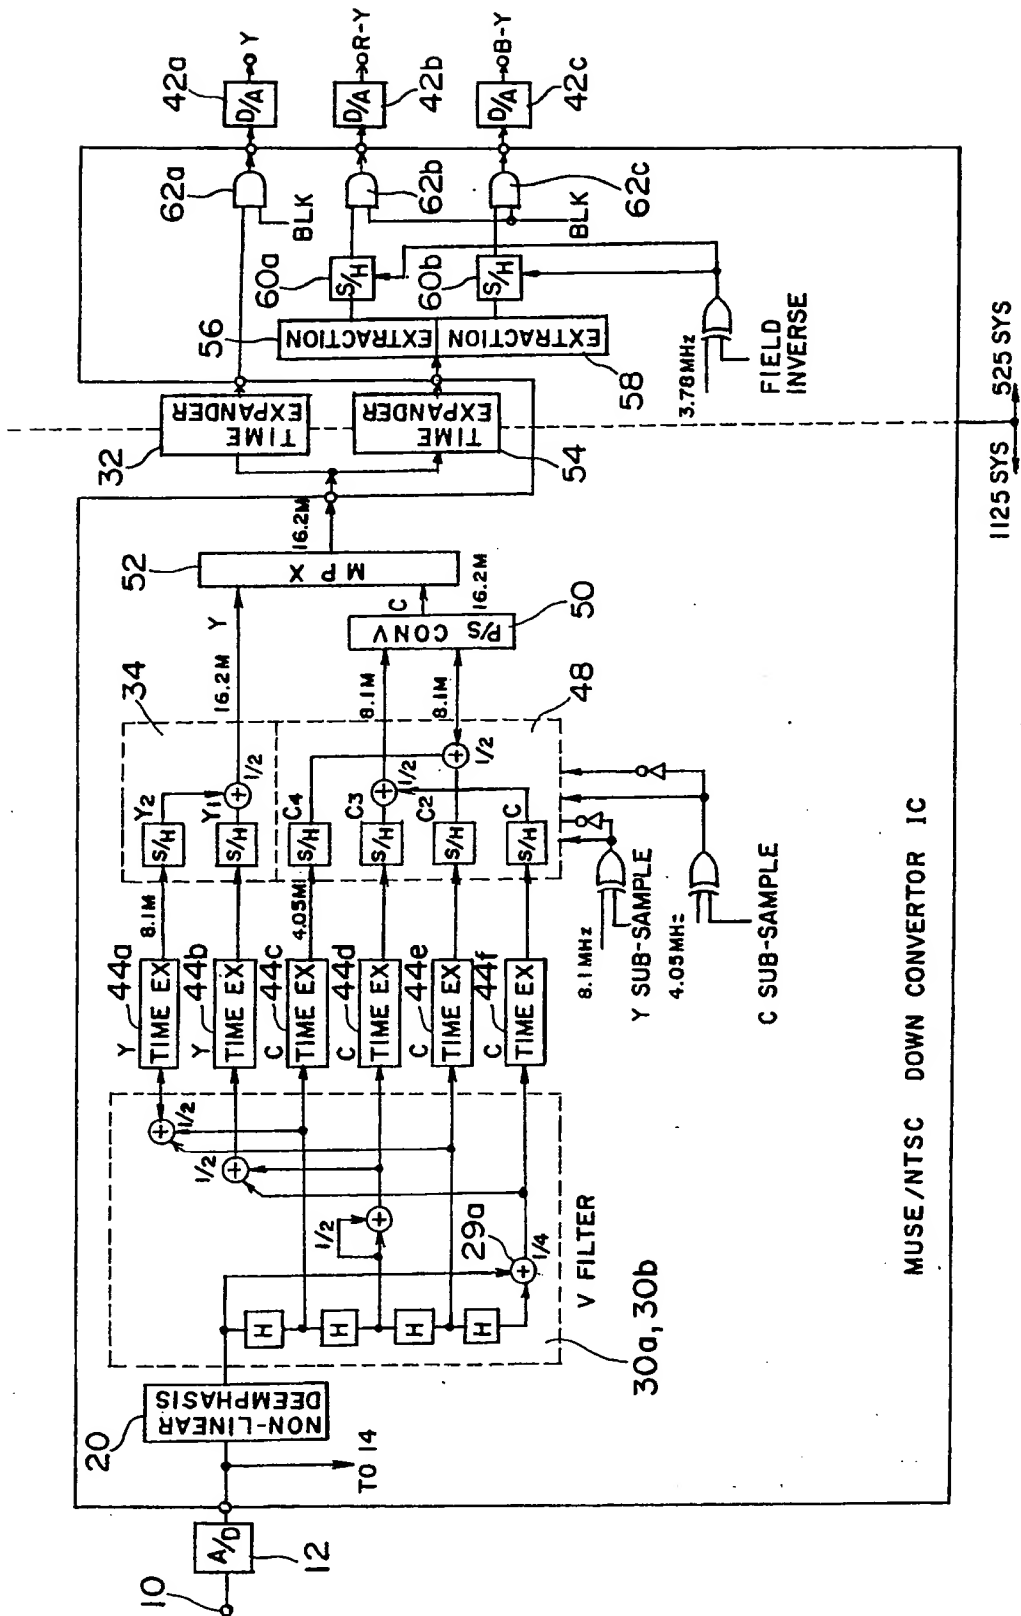 10
A/D
12
TO 14
20
NON-LINEAR
DEEMPHASIS
H
H
H
H
1/2
29a
1/4
1/2
1/2
V FILTER
30a, 30b
Y
44a
TIME EX
Y
44b
TIME EX
C
44c
TIME EX
C
44d
TIME EX
C
44e
TIME EX
C
44f
TIME EX
8.1M
4.05M
34
S/H
Y2
S/H
Y1
1/2
S/H
C4
S/H
C3
1/2
S/H
C2
1/2
S/H
C
48
8.1MHz
Y SUB-SAMPLE
4.05MHz
C SUB-SAMPLE
16.2M
Y
8.1M
8.1M
P/S
CONV
50
C
16.2M
52
MPX
16.2M
32
TIME
EXPANDER
TIME
EXPANDER
54
56
EXTRACTION
EXTRACTION
58
60a
S/H
60b
S/H
3.78MHz
FIELD
INVERSE
62a
BLK
62b
62c
BLK
42a
D/A
Y
42b
D/A
R-Y
42c
D/A
B-Y
MUSE/NTSC DOWN CONVERTOR IC
1125 SYS
525 SYS